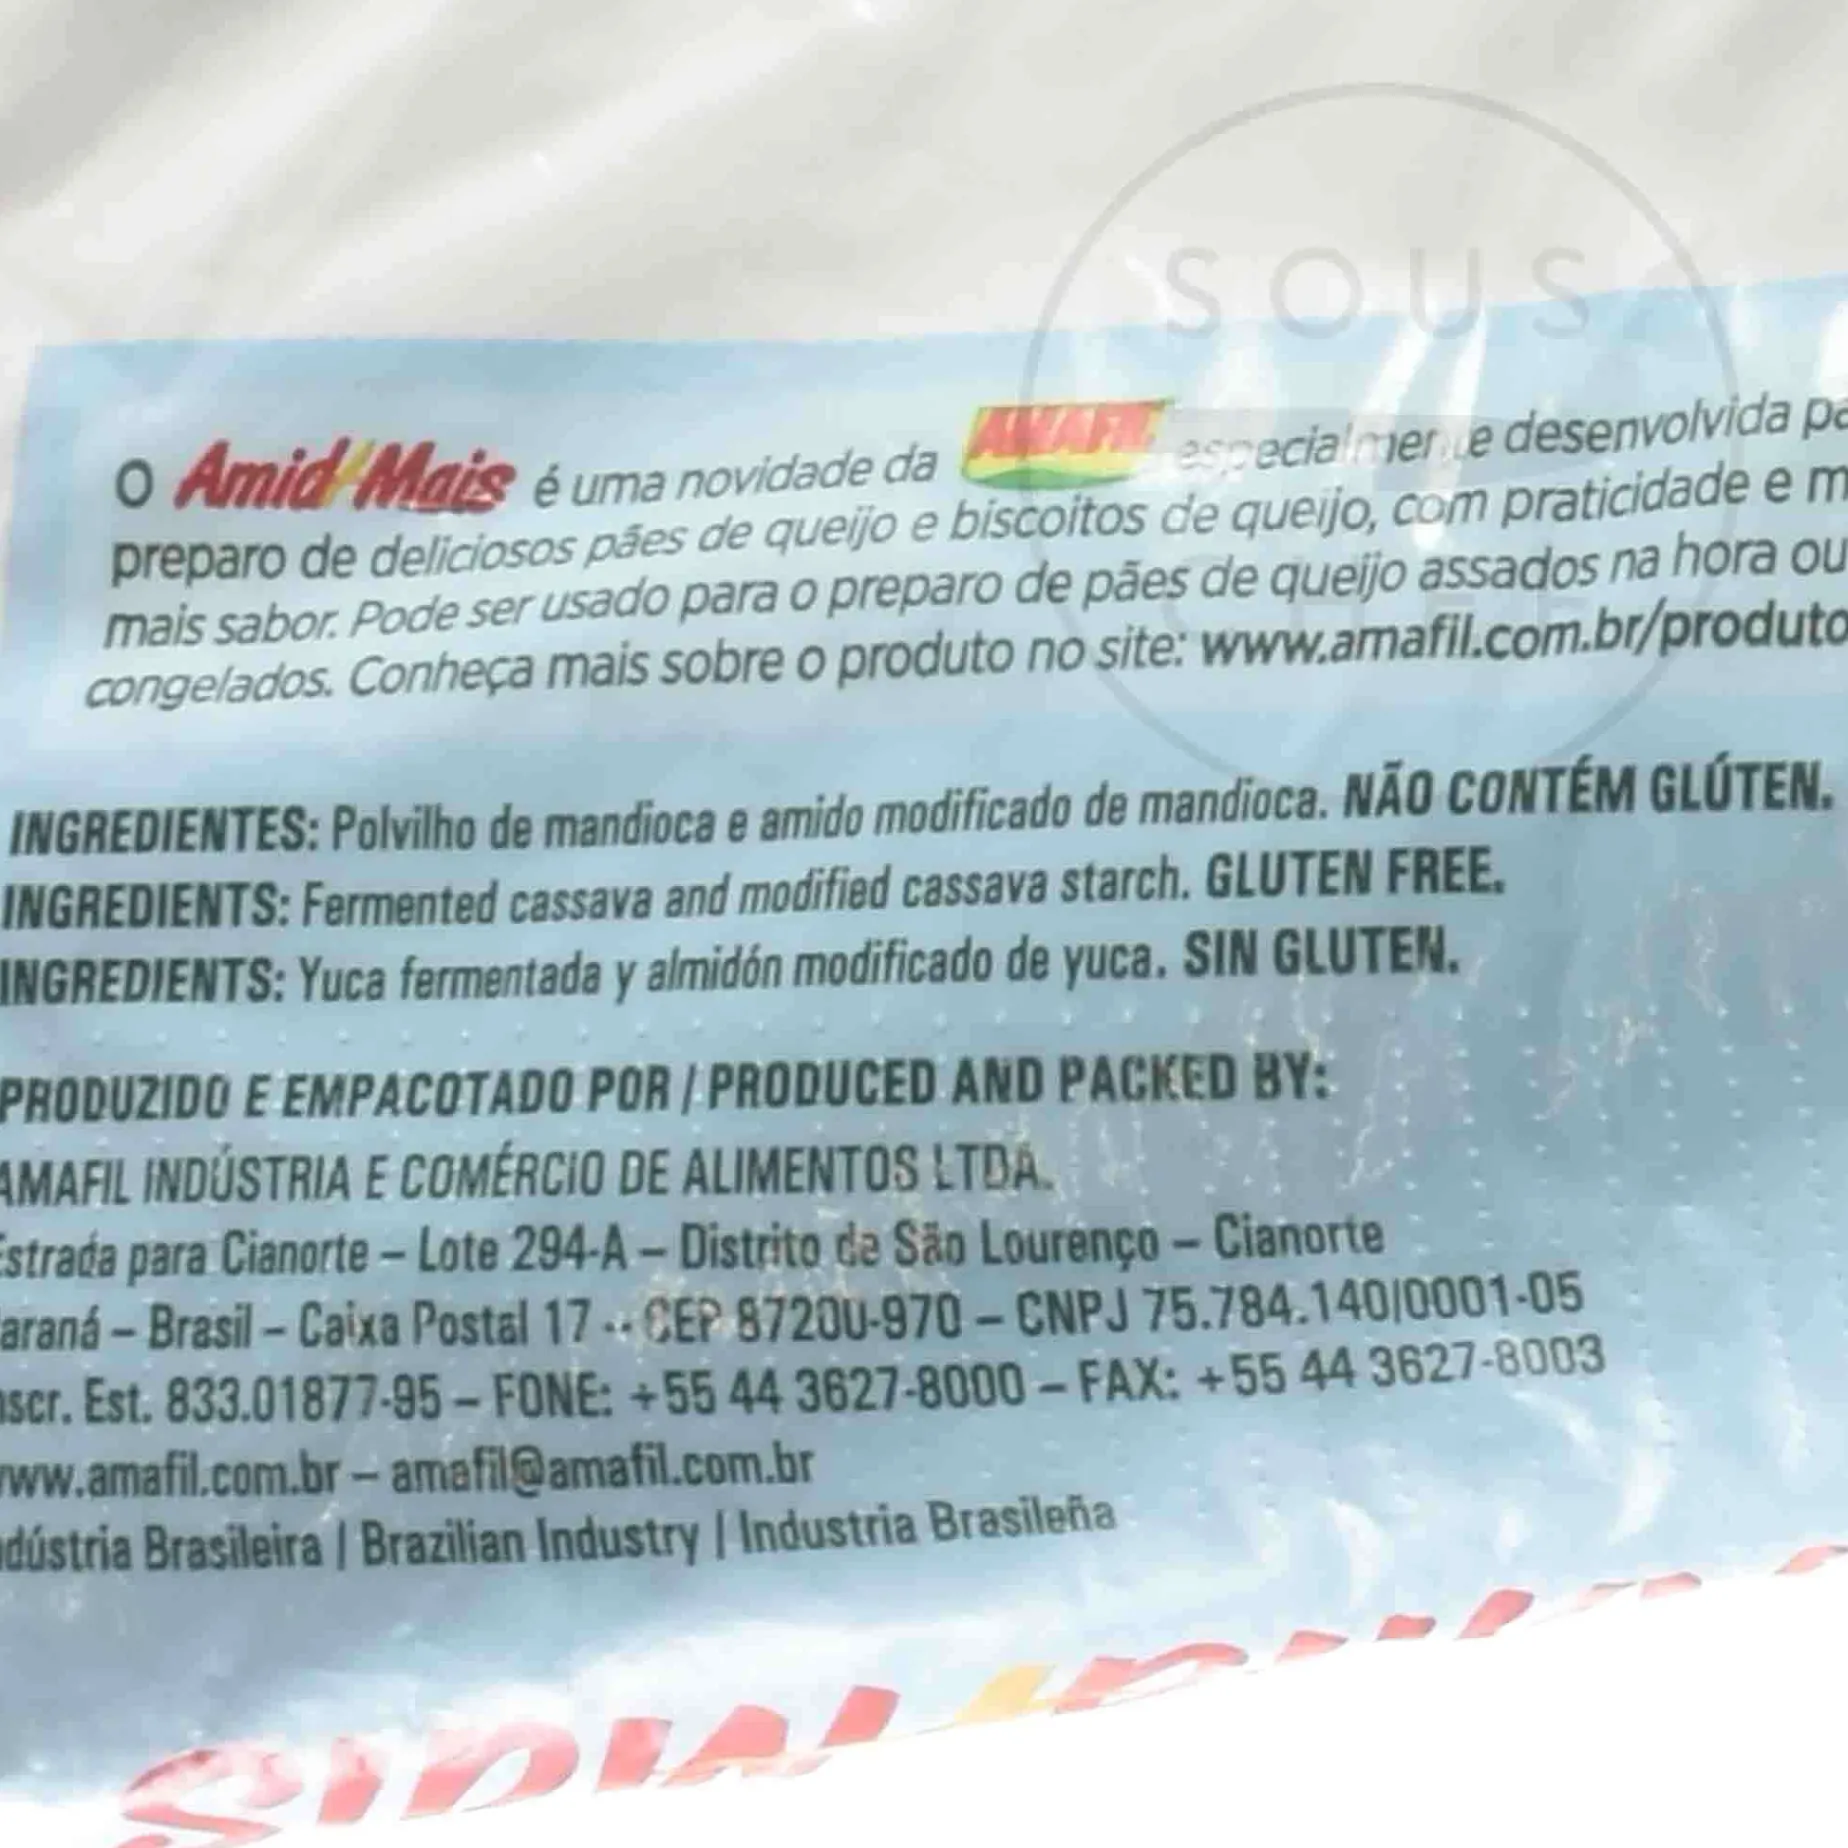 SOUS
O Amid Mais é uma novidade da AMAFIL especialmente desenvolvida pa
preparo de deliciosos pães de queijo e biscoitos de queijo, com praticidade e m
mais sabor. Pode ser usado para o preparo de pães de queijo assados na hora ou
congelados. Conheça mais sobre o produto no site: www.amafil.com.br/produto
INGREDIENTES: Polvilho de mandioca e amido modificado de mandioca. NÃO CONTÉM GLÚTEN.
INGREDIENTS: Fermented cassava and modified cassava starch. GLUTEN FREE.
INGREDIENTS: Yuca fermentada y almidón modificado de yuca. SIN GLUTEN.
PRODUZIDO E EMPACOTADO POR / PRODUCED AND PACKED BY:
AMAFIL INDÚSTRIA E COMÉRCIO DE ALIMENTOS LTDA.
Estrada para Cianorte – Lote 294-A – Distrito de São Lourenço – Cianorte
araná – Brasil – Caixa Postal 17 – CEP 87200-970 – CNPJ 75.784.140/0001-05
nscr. Est. 833.01877-95 – FONE: +55 44 3627-8000 – FAX: +55 44 3627-8003
www.amafil.com.br – amafil@amafil.com.br
ndústria Brasileira / Brazilian Industry / Industria Brasileña